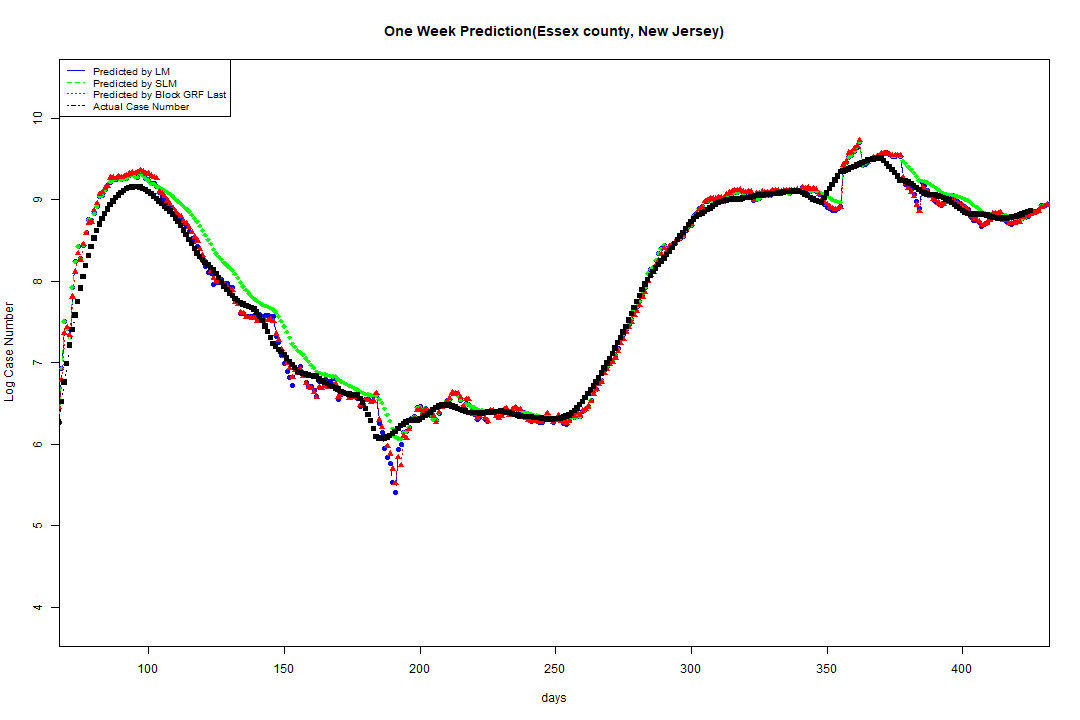 One Week Prediction(Essex county, New Jersey)
Predicted by LM
Predicted by SLM
Predicted by Block GRF Last
Actual Case Number
Log Case Number
10
9
8
7
6
5
4
100 150 200 250 300 350 400
days